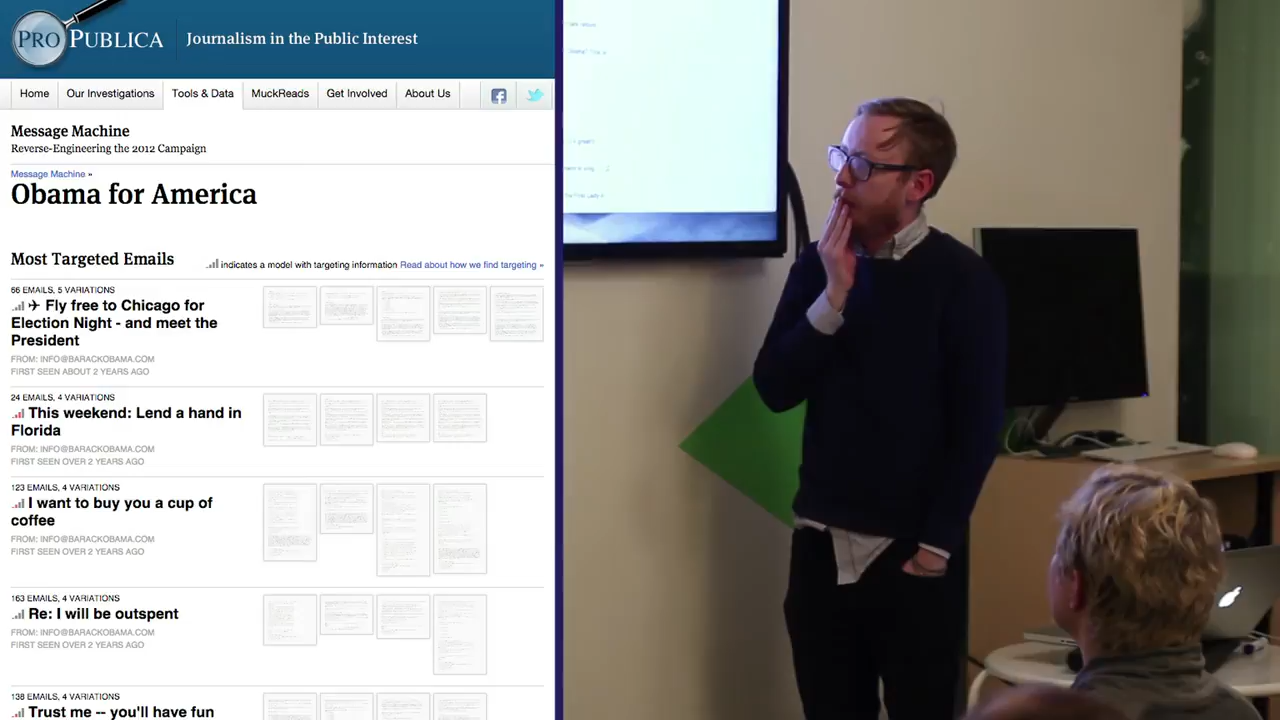 PROPUBLICA
Journalism in the Public Interest
Home Our Investigations Tools & Data MuckReads Get Involved About Us
Message Machine
Reverse-Engineering the 2012 Campaign
Message Machine »
Obama for America
Most Targeted Emails
indicates a model with targeting information Read about how we find targeting »
66 EMAILS, 5 VARIATIONS
Fly free to Chicago for
Election Night - and meet the
President
FROM: INFO@BARACKOBAMA.COM
FIRST SEEN ABOUT 2 YEARS AGO
24 EMAILS, 4 VARIATIONS
This weekend: Lend a hand in
Florida
FROM: INFO@BARACKOBAMA.COM
FIRST SEEN OVER 2 YEARS AGO
123 EMAILS, 4 VARIATIONS
I want to buy you a cup of
coffee
FROM: INFO@BARACKOBAMA.COM
FIRST SEEN OVER 2 YEARS AGO
163 EMAILS, 4 VARIATIONS
Re: I will be outspent
FROM: INFO@BARACKOBAMA.COM
FIRST SEEN OVER 2 YEARS AGO
138 EMAILS, 4 VARIATIONS
Trust me -- you'll have fun